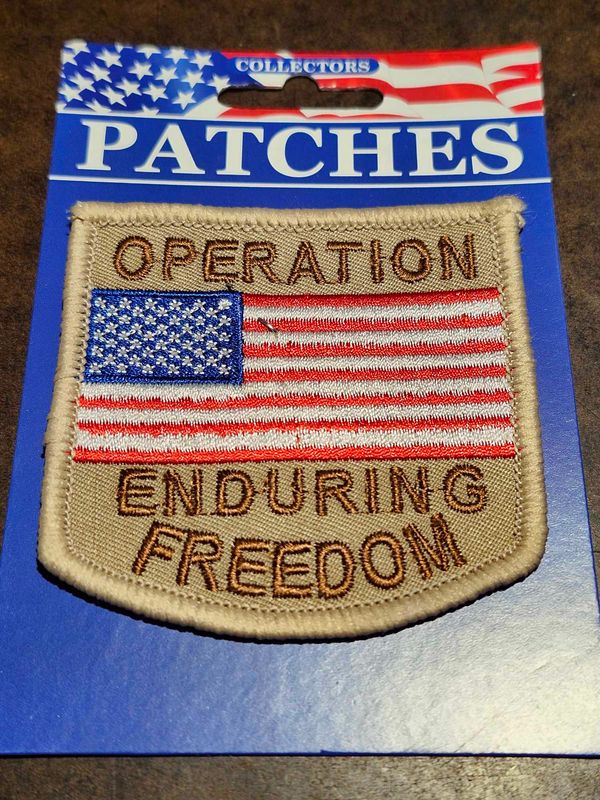 COLLECTORS
PATCHES
OPERATION
ENDURING
FREEDOM